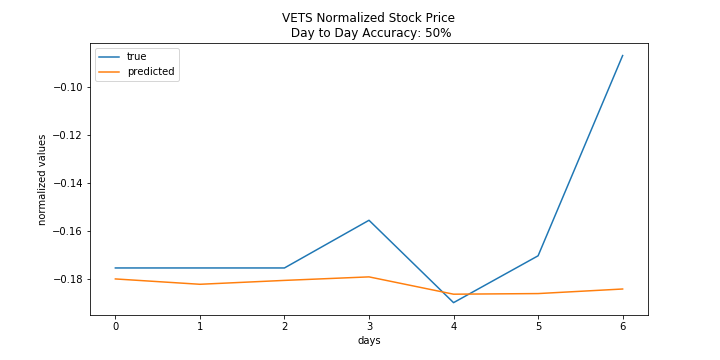 VETS Normalized Stock Price
Day to Day Accuracy: 50%
true
predicted
normalized values
−0.10
−0.12
−0.14
−0.16
−0.18
0 1 2 3 4 5 6
days